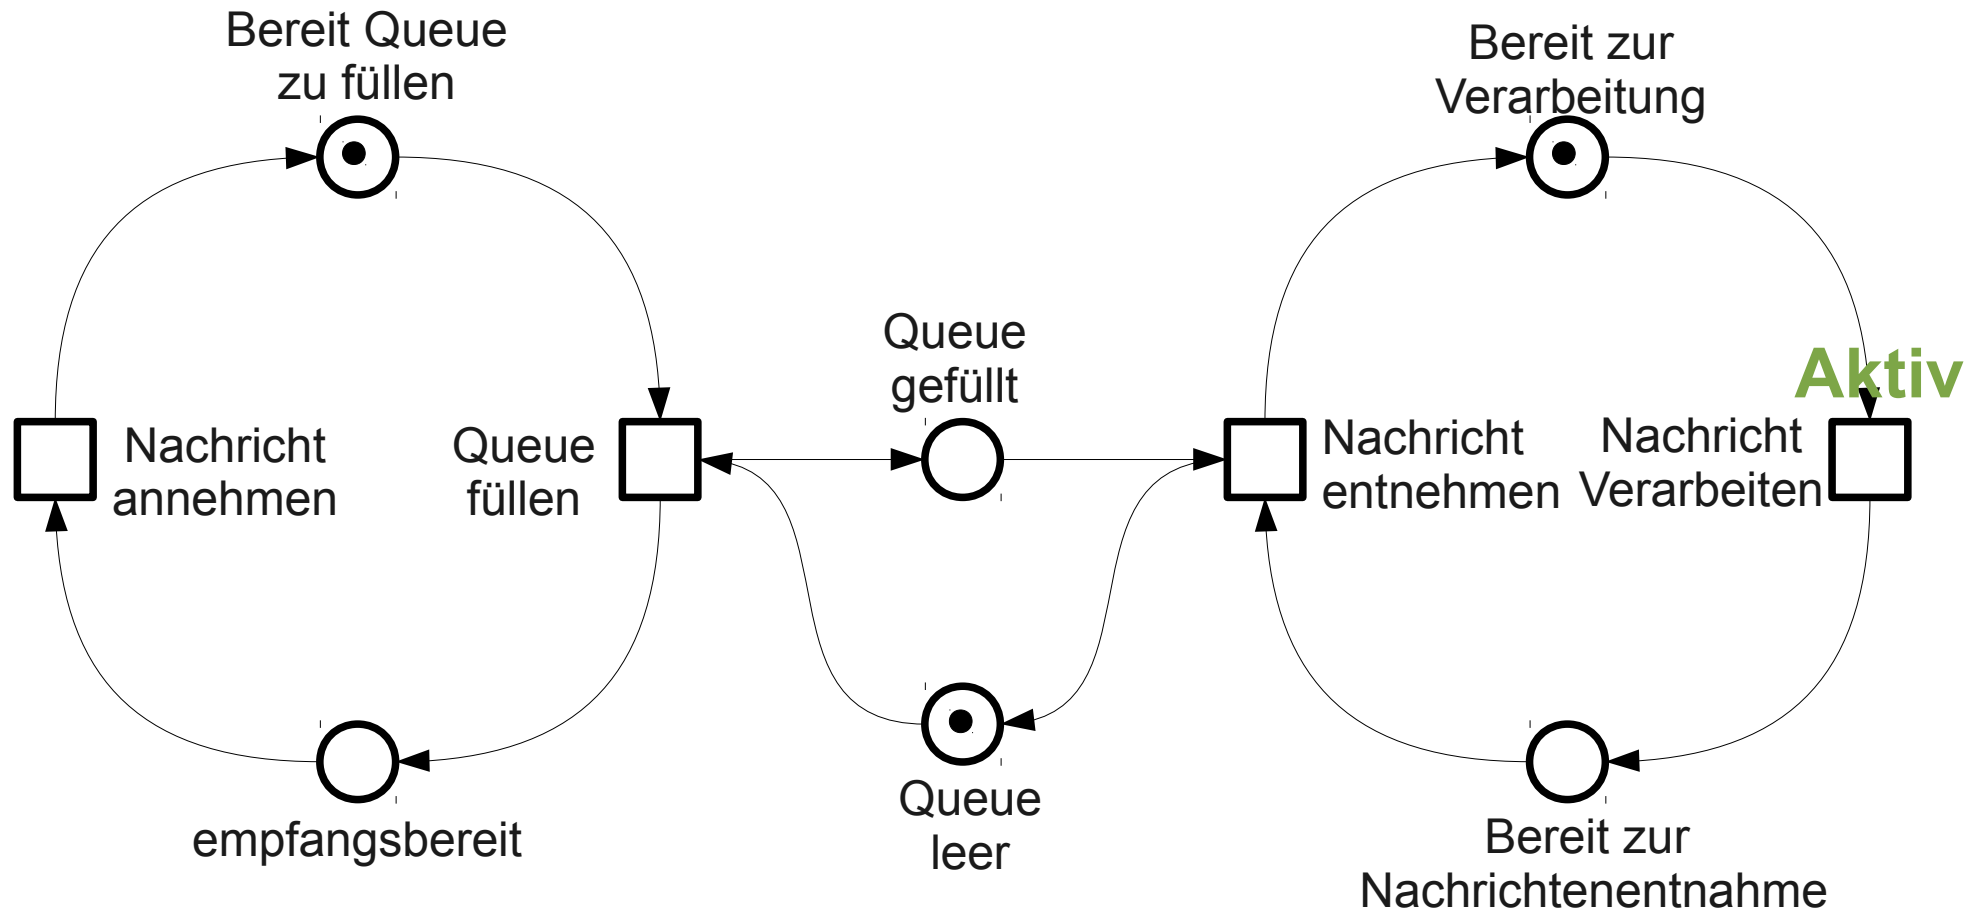 Bereit Queue
zu füllen
Bereit zur
Verarbeitung
Queue
gefüllt
Aktiv
Nachricht
annehmen
Queue
füllen
Nachricht
entnehmen
Nachricht
Verarbeiten
empfangsbereit
Queue
leer
Bereit zur
Nachrichtenentnahme